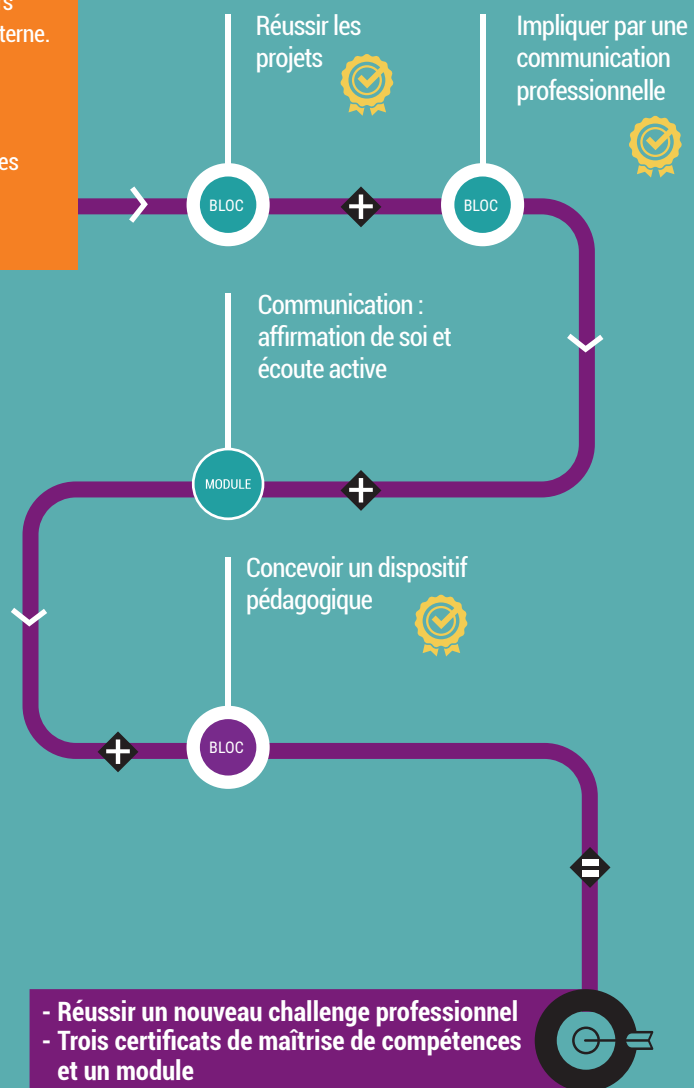 terne.
es
Réussir les
projets
Impliquer par une
communication
professionnelle
BLOC
BLOC
Communication :
affirmation de soi et
écoute active
MODULE
Concevoir un dispositif
pédagogique
BLOC
- Réussir un nouveau challenge professionnel
- Trois certificats de maîtrise de compétences
et un module